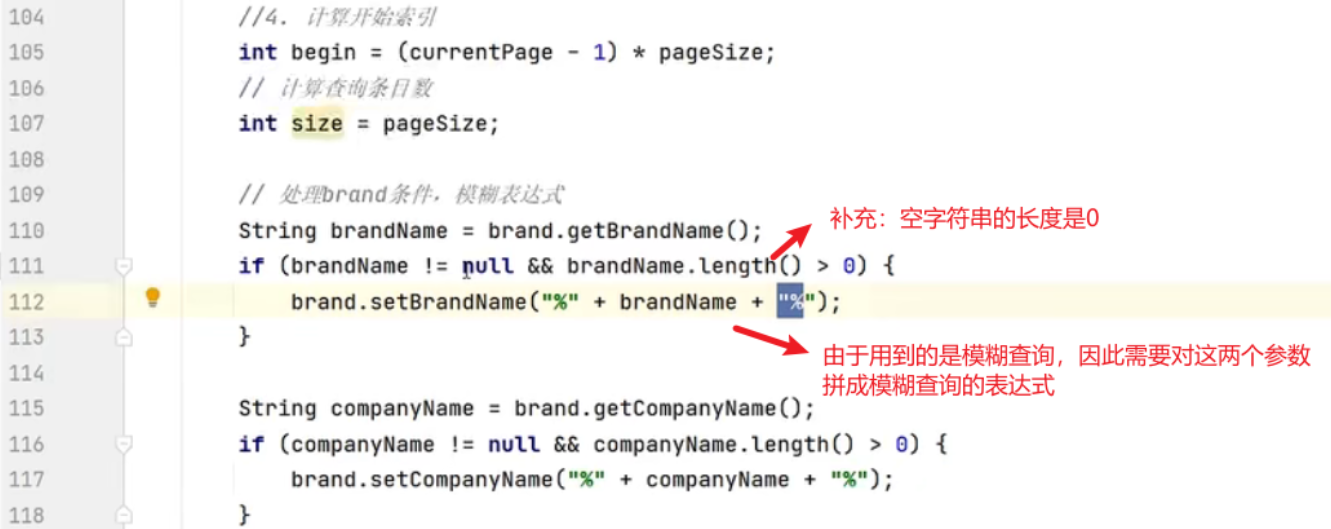 104 //4. 计算开始索引
105 int begin = (currentPage - 1) * pageSize;
106 // 计算查询条目数
107 int size = pageSize;
108
109 // 处理brand条件，模糊表达式
110 String brandName = brand.getBrandName();
补充：空字符串的长度是0
111 if (brandName != null && brandName.length() > 0) {
112 brand.setBrandName("%" + brandName + "%");
113 }
由于用到的是模糊查询，因此需要对这两个参数
拼成模糊查询的表达式
114
115 String companyName = brand.getCompanyName();
116 if (companyName != null && companyName.length() > 0) {
117 brand.setCompanyName("%" + companyName + "%");
118 }